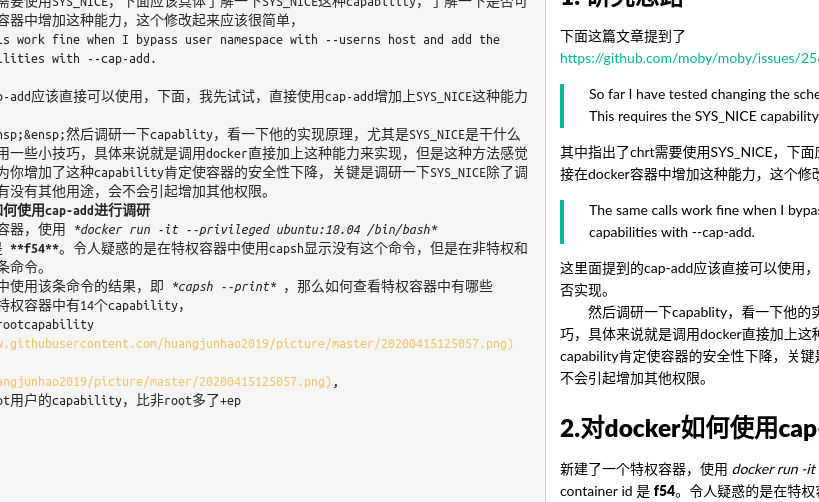 需要使用SYS_NICE，下面应该具体了解一下SYS_NICE这种capability，了解一下是否可
容器中增加这种能力，这个修改起来应该很简单，
ls work fine when I bypass user namespace with --userns host and add the
ilities with --cap-add.
p-add应该直接可以使用，下面，我先试试，直接使用cap-add增加上SYS_NICE这种能力
nsp;&ensp;然后调研一下capablity，看一下他的实现原理，尤其是SYS_NICE是干什么
用一些小技巧，具体来说就是调用docker直接加上这种能力来实现，但是这种方法感觉
为你增加了这种capability肯定使容器的安全性下降，关键是调研一下SYS_NICE除了调
有没有其他用途，会不会引起增加其他权限。
如何使用cap-add进行调研
容器，使用 *docker run -it --privileged ubuntu:18.04 /bin/bash*
是 **f54**。令人疑惑的是在特权容器中使用capsh显示没有这个命令，但是在非特权和
条命令。
中使用该条命令的结果，即 *capsh --print* ，那么如何查看特权容器中有哪些
特权容器中有14个capability，
rootcapability
w.githubusercontent.com/huangjunhao2019/picture/master/20200415125057.png)
angjunhao2019/picture/master/20200415125057.png)，
ot用户的capability，比非root多了+ep
1. 研究思路
下面这篇文章提到了
https://github.com/moby/moby/issues/25
So far I have tested changing the sche
This requires the SYS_NICE capability
其中指出了chrt需要使用SYS_NICE，下面应
接在docker容器中增加这种能力，这个修改
The same calls work fine when I bypas
capabilities with --cap-add.
这里面提到的cap-add应该直接可以使用，
否实现。
然后调研一下capablity，看一下他的实
巧，具体来说就是调用docker直接加上这种
capability肯定使容器的安全性下降，关键是
不会引起增加其他权限。
2.对docker如何使用cap-
新建了一个特权容器，使用 docker run -it
container id 是 f54。令人疑惑的是在特权容